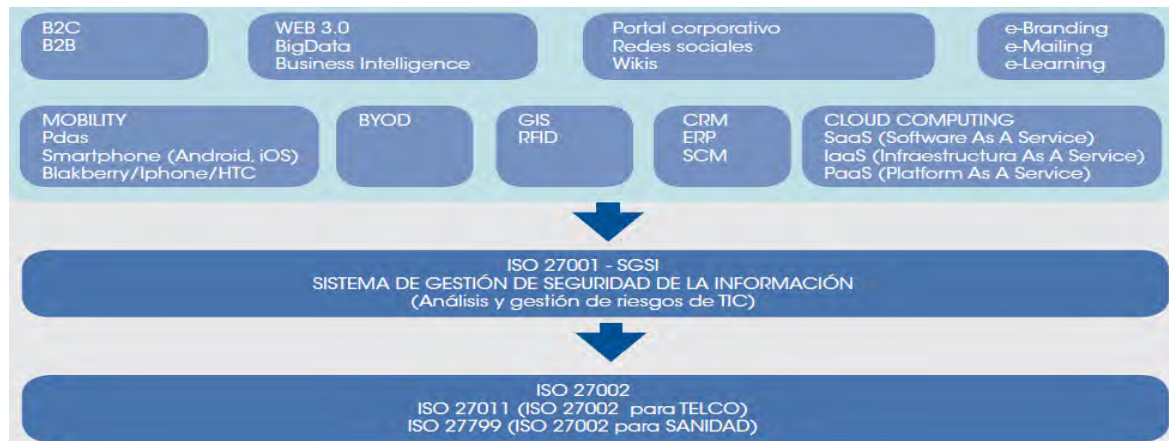 B2C
B2B
WEB 3.0
BigData
Business Intelligence
Portal corporativo
Redes sociales
Wikis
e-Branding
e-Mailing
e-Learning
MOBILITY
Pdas
Smartphone (Android, iOS)
Blakberry/Iphone/HTC
BYOD
GIS
RFID
CRM
ERP
SCM
CLOUD COMPUTING
SaaS (Software As A Service)
IaaS (Infraestructura As A Service)
PaaS (Platform As A Service)
ISO 27001 - SGSI
SISTEMA DE GESTIÓN DE SEGURIDAD DE LA INFORMACIÓN
(Análisis y gestión de riesgos de TIC)
ISO 27002
ISO 27011 (ISO 27002 para TELCO)
ISO 27799 (ISO 27002 para SANIDAD)